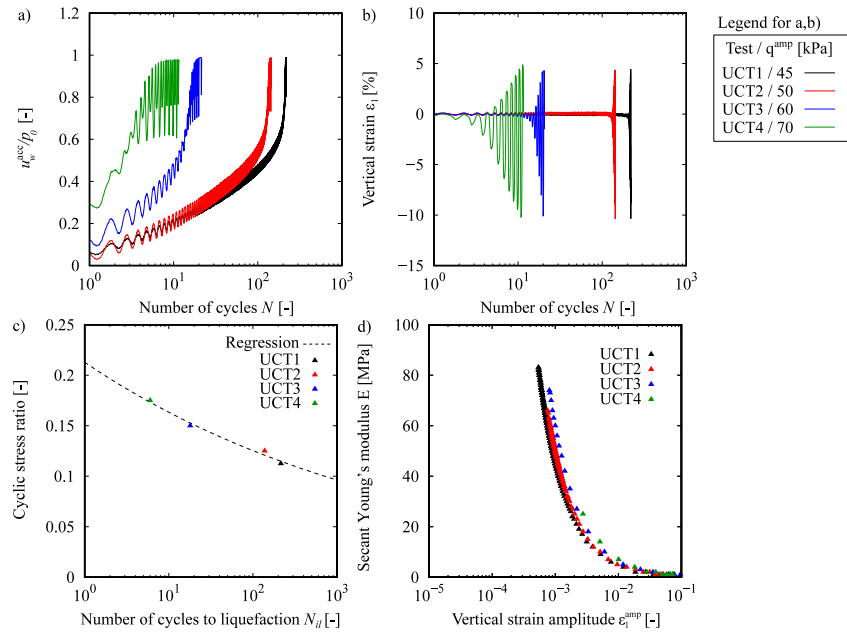 a)
1
0.8
0.6
0.4
0.2
0
10^0
10^1
10^2
10^3
u_w^acc/p_0 [-]
Number of cycles N [-]
b)
15
10
5
0
−5
−10
−15
10^0
10^1
10^2
10^3
Vertical strain ε_1 [%]
Number of cycles N [-]
Legend for a,b)
Test / q^amp [kPa]
UCT1 / 45
UCT2 / 50
UCT3 / 60
UCT4 / 70
c)
0.25
0.2
0.15
0.1
0.05
0
10^0
10^1
10^2
10^3
Cyclic stress ratio [-]
Number of cycles to liquefaction N_il [-]
Regression
UCT1
UCT2
UCT3
UCT4
d)
100
80
60
40
20
0
10^−5
10^−4
10^−3
10^−2
10^−1
Secant Young's modulus E [MPa]
Vertical strain amplitude ε_1^amp [-]
UCT1
UCT2
UCT3
UCT4